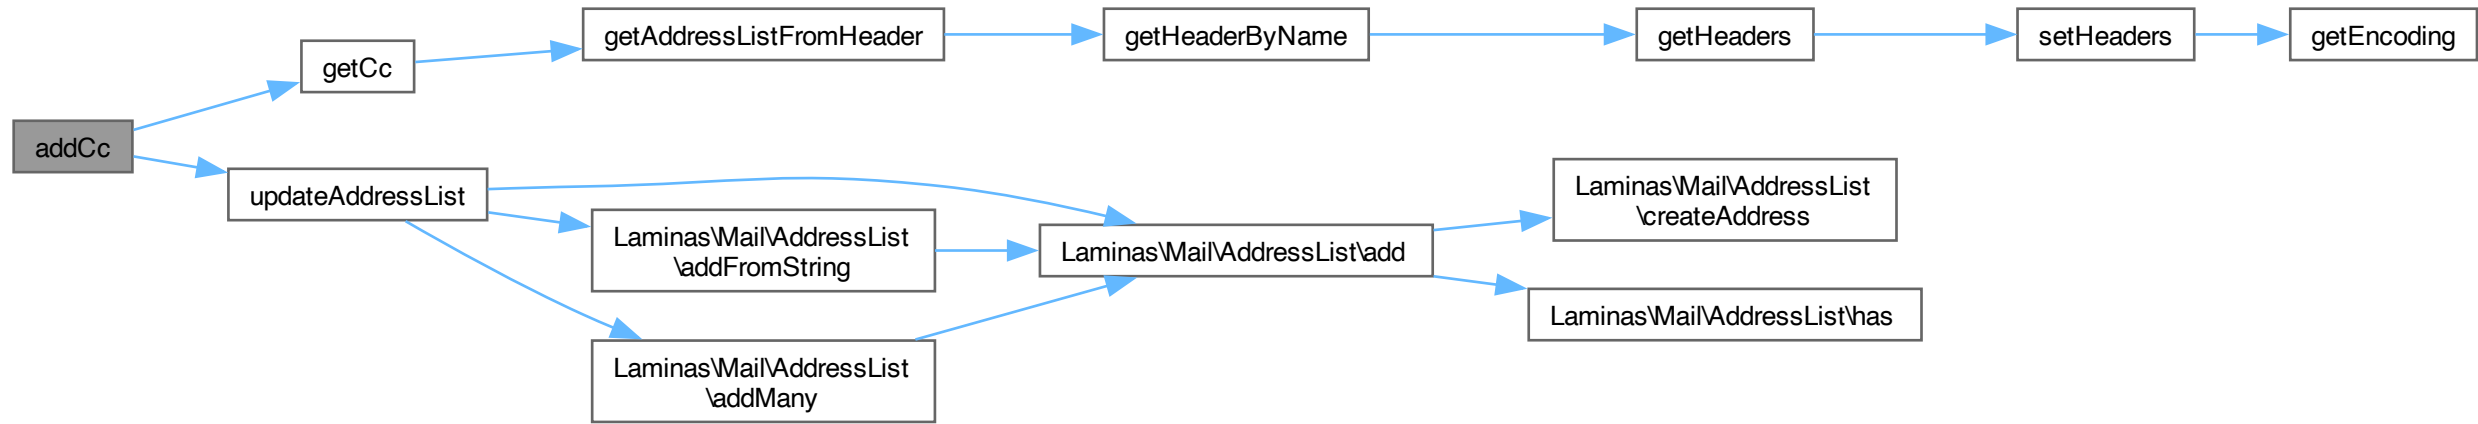 addCc
getCc
updateAddressList
getAddressListFromHeader
Laminas\Mail\AddressList
\addFromString
Laminas\Mail\AddressList
\addMany
getHeaderByName
Laminas\Mail\AddressList\add
getHeaders
Laminas\Mail\AddressList
\createAddress
Laminas\Mail\AddressList\has
setHeaders
getEncoding